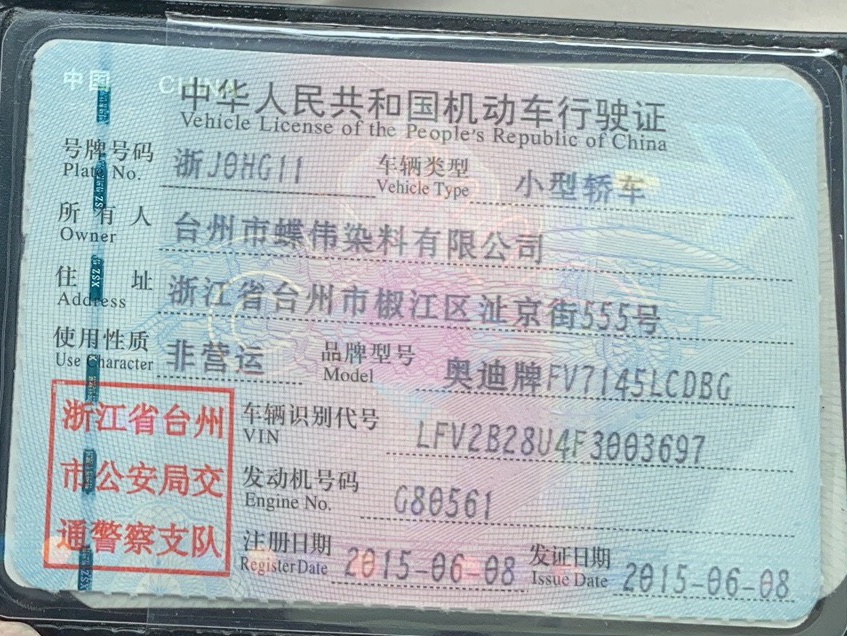 中国 CHINA
中华人民共和国机动车行驶证
Vehicle License of the People's Republic of China
号牌号码 浙J0HG11 车辆类型 小型轿车
Plate No. Vehicle Type
所有人 台州市蝶伟染料有限公司
Owner
住址 浙江省台州市椒江区沚京街555号
Address
使用性质 非营运 品牌型号 奥迪牌FV7145LCDBG
Use Character Model
浙江省台州
市公安局交
通警察支队
车辆识别代号 LFV2B28U4F3003697
VIN
发动机号码 G80561
Engine No.
注册日期 2015-06-08 发证日期 2015-06-08
Register Date Issue Date